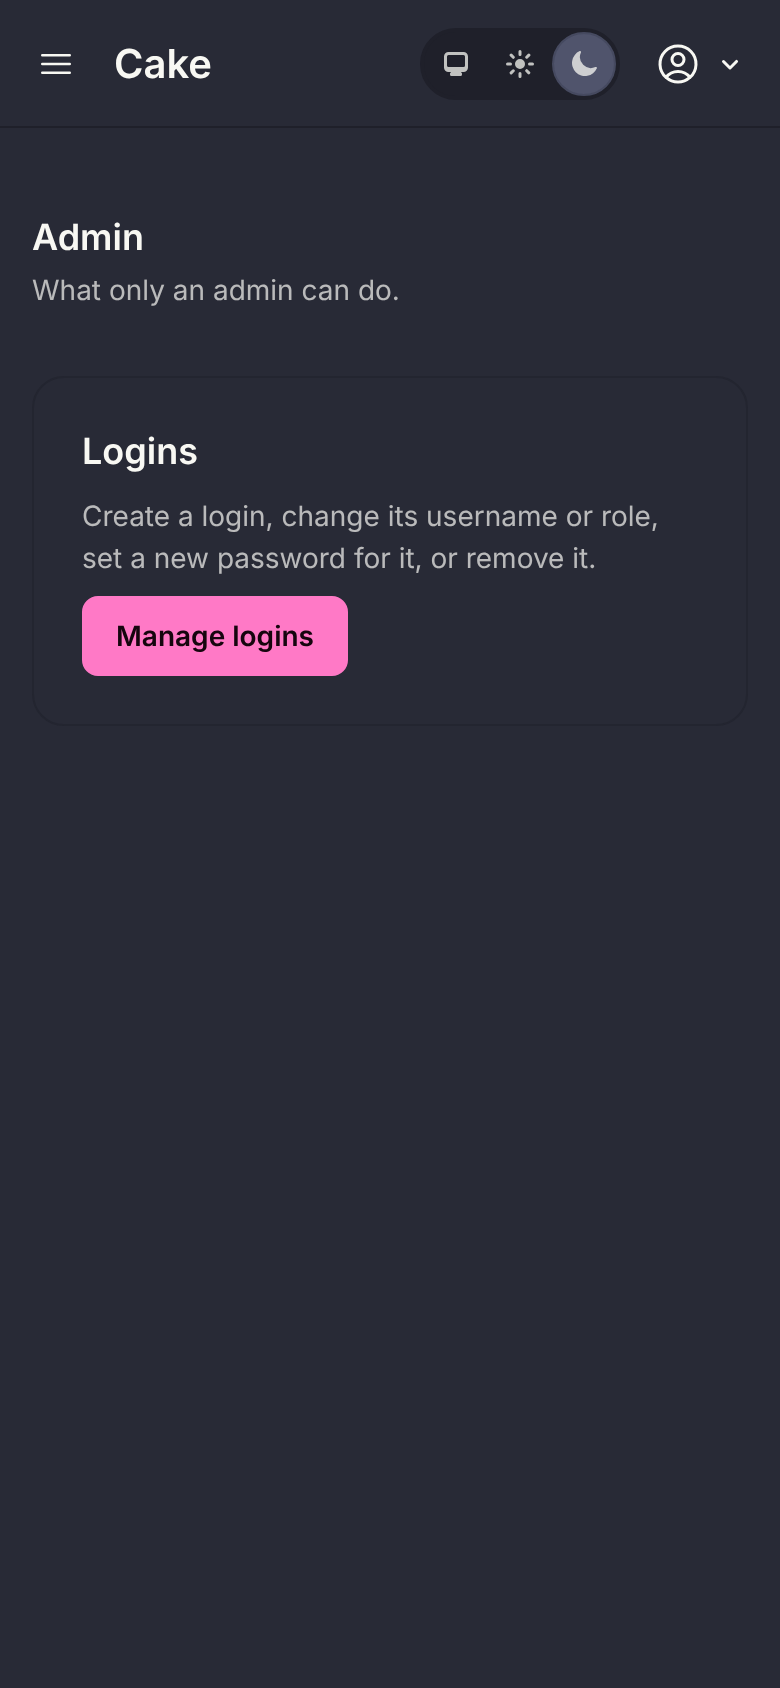 Cake
Admin
What only an admin can do.
Logins
Create a login, change its username or role,
set a new password for it, or remove it.
Manage logins